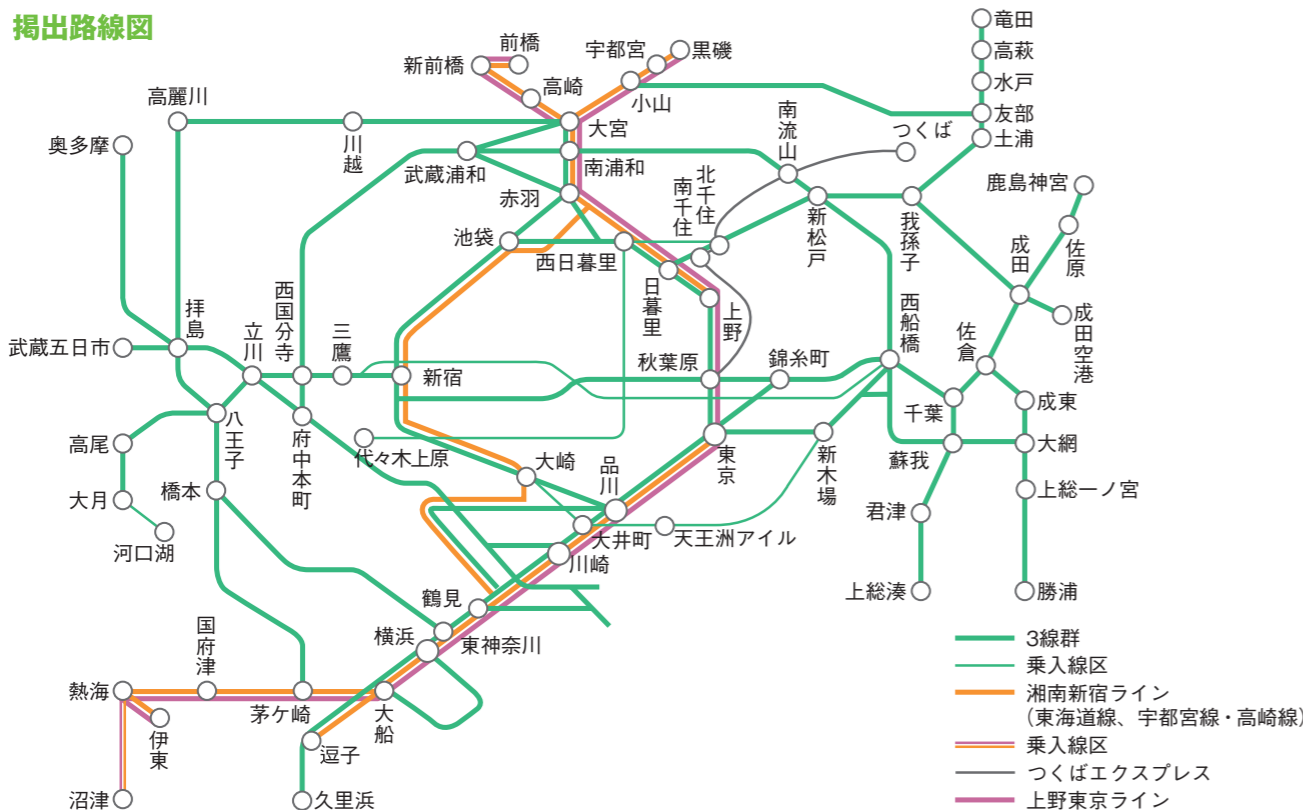 掲出路線図
前橋
新前橋
高崎
宇都宮
黒磯
小山
竜田
高萩
水戸
友部
土浦
高麗川
川越
大宮
奥多摩
武蔵浦和
南浦和
南流山
つくば
赤羽
北千住
南千住
新松戸
我孫子
鹿島神宮
佐原
成田
成田空港
池袋
西日暮里
日暮里
上野
西船橋
佐倉
武蔵五日市
拝島
立川
西国分寺
三鷹
新宿
秋葉原
錦糸町
千葉
成東
八王子
高尾
府中本町
代々木上原
大崎
品川
東京
新木場
蘇我
大網
大月
橋本
河口湖
大井町
天王洲アイル
君津
上総一ノ宮
川崎
鶴見
上総湊
勝浦
横浜
東神奈川
国府津
熱海
茅ケ崎
大船
伊東
逗子
沼津
久里浜
3線群
乗入線区
湘南新宿ライン
(東海道線、宇都宮線・高崎線)
乗入線区
つくばエクスプレス
上野東京ライン